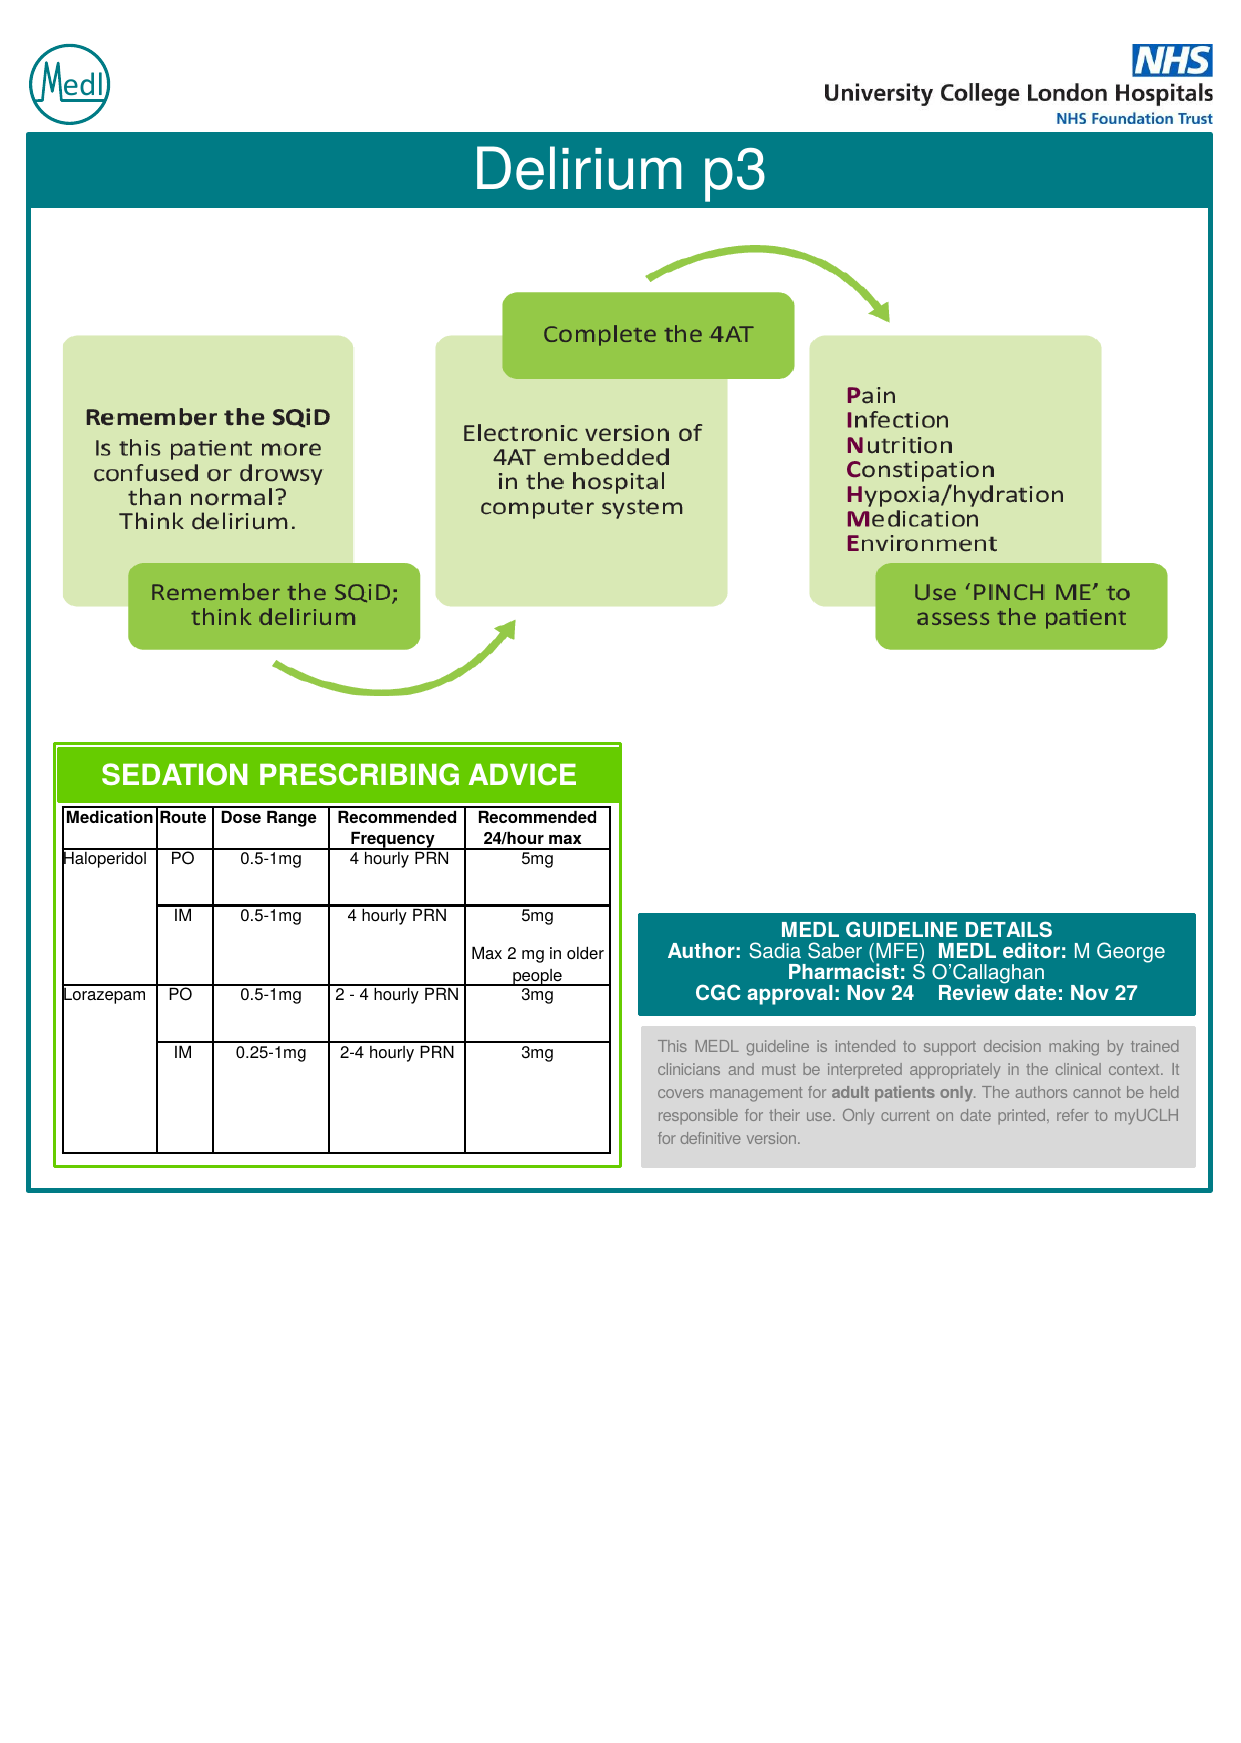 Medl
NHS
University College London Hospitals
NHS Foundation Trust
Delirium p3
Remember the SQiD
Is this patient more
confused or drowsy
than normal?
Think delirium.
Remember the SQiD;
think delirium
Complete the 4AT
Electronic version of
4AT embedded
in the hospital
computer system
Pain
Infection
Nutrition
Constipation
Hypoxia/hydration
Medication
Environment
Use ‘PINCH ME’ to
assess the patient
SEDATION PRESCRIBING ADVICE
Medication Route Dose Range Recommended Frequency Recommended 24/hour max
Haloperidol PO 0.5-1mg 4 hourly PRN 5mg
IM 0.5-1mg 4 hourly PRN 5mg
Max 2 mg in older
people
Lorazepam PO 0.5-1mg 2 - 4 hourly PRN 3mg
IM 0.25-1mg 2-4 hourly PRN 3mg
MEDL GUIDELINE DETAILS
Author: Sadia Saber (MFE) MEDL editor: M George
Pharmacist: S O’Callaghan
CGC approval: Nov 24 Review date: Nov 27
This MEDL guideline is intended to support decision making by trained
clinicians and must be interpreted appropriately in the clinical context. It
covers management for adult patients only. The authors cannot be held
responsible for their use. Only current on date printed, refer to myUCLH
for definitive version.